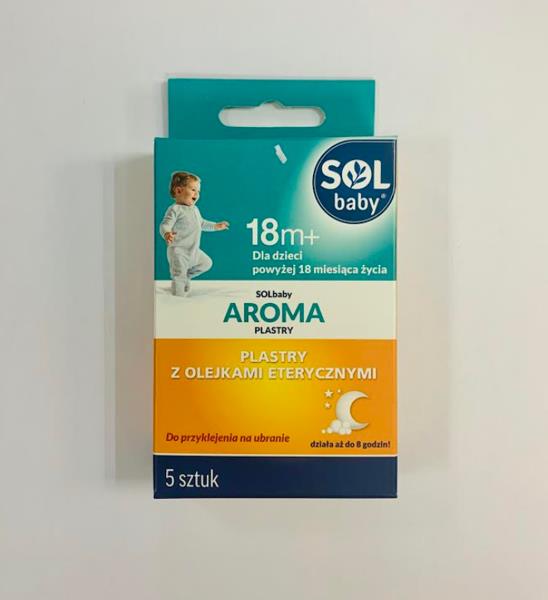 SOL
baby®
18m+
Dla dzieci
powyżej 18 miesiąca życia
SOLbaby
AROMA
PLASTRY
PLASTRY
Z OLEJKAMI ETERYCZNYMI
Do przyklejenia na ubranie
działa aż do 8 godzin!
5 sztuk